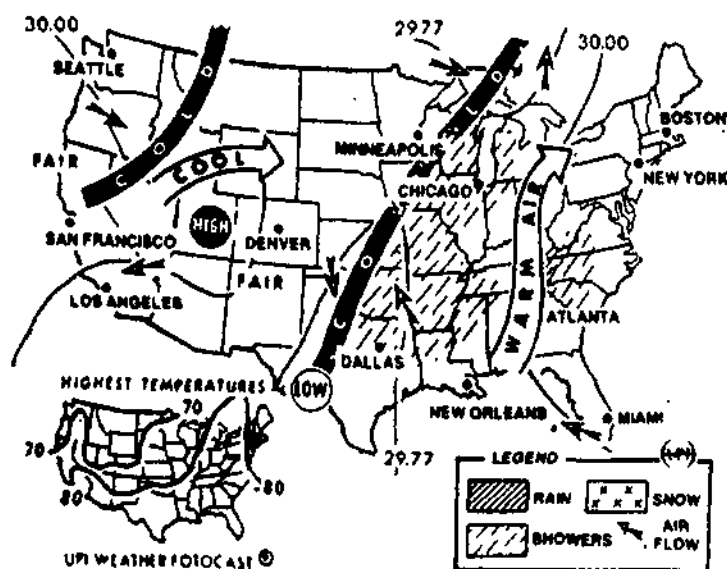 30.00
2977
30.00
SEATTLE
COLD
COLD
BOSTON
MINNEAPOLIS
FAIR
COOL
NEW YORK
CHICAGO
HIGH
DENVER
WARM AIR
SAN FRANCISCO
FAIR
LOS ANGELES
COLD
ATLANTA
DALLAS
HIGHEST TEMPERATURES
LOW
70
NEW ORLEANS
MIAMI
70
29.77
LEGEND
80
80
RAIN
SNOW
SHOWERS
AIR
FLOW
UPI WEATHER FOTOCAST ©